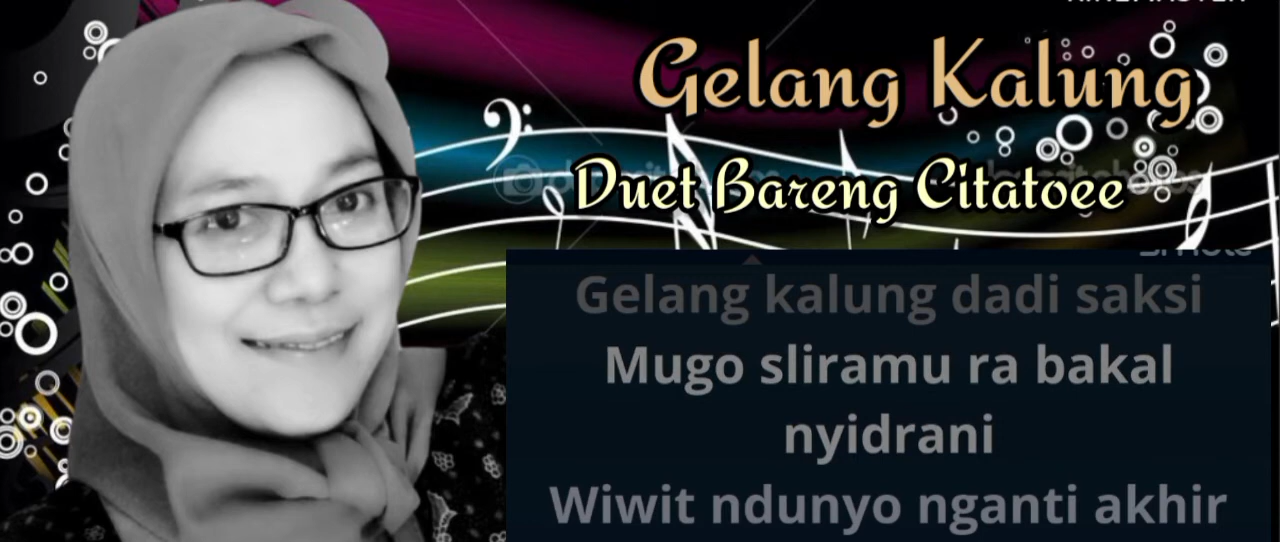 Gelang Kalung
Duet Bareng Citatoee
Gelang kalung dadi saksi
Mugo sliramu ra bakal
nyidrani
Wiwit ndunyo nganti akhir